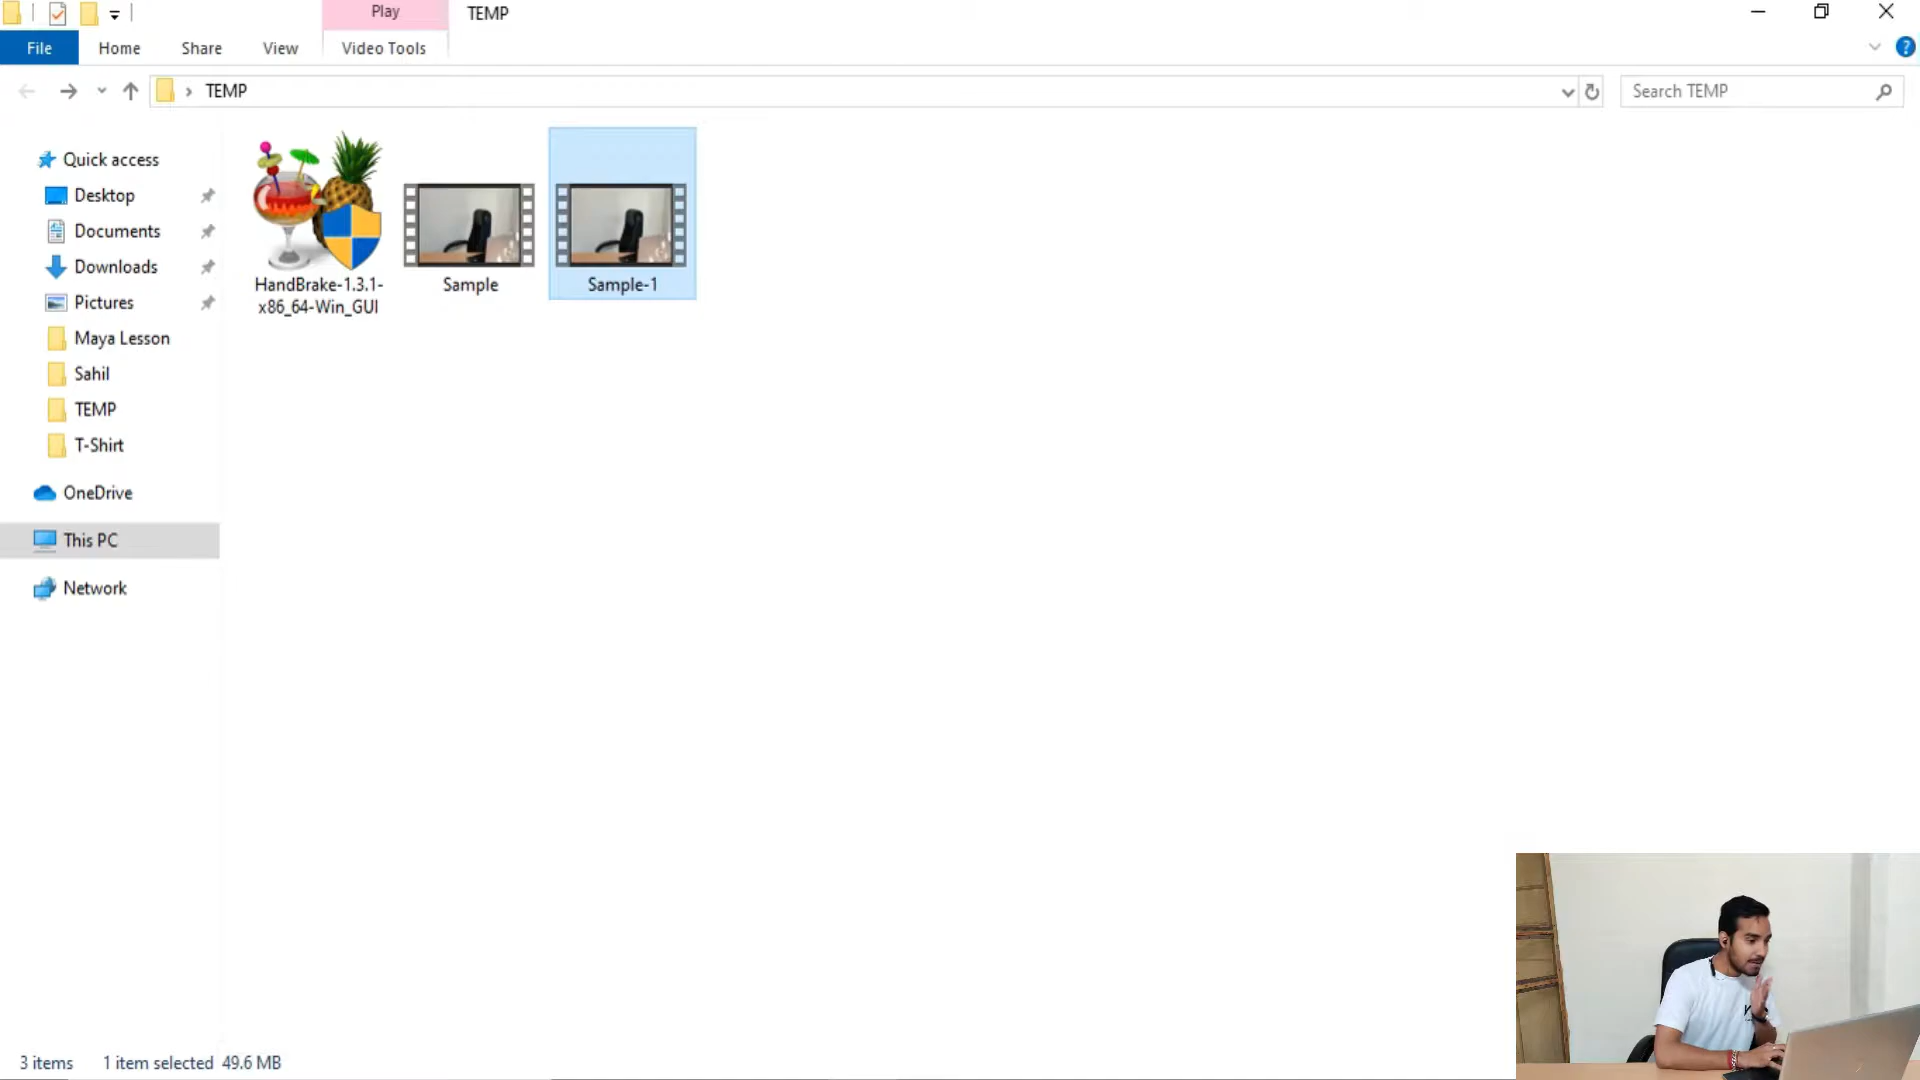 Play
TEMP
File
Home
Share
View
Video Tools
TEMP
Search TEMP
Quick access
Desktop
Documents
Downloads
Pictures
Maya Lesson
Sahil
TEMP
T-Shirt
OneDrive
This PC
Network
HandBrake-1.3.1-
x86_64-Win_GUI
Sample
Sample-1
3 items
1 item selected 49.6 MB